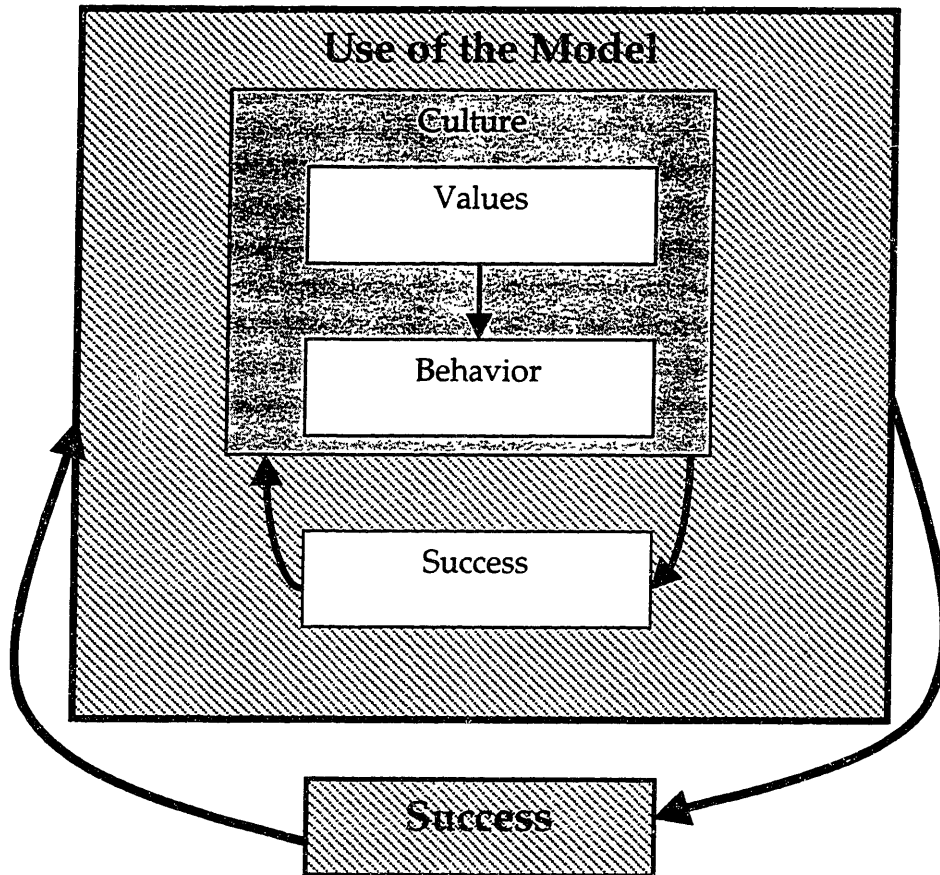 Use of the Model
Culture
Values
Behavior
Success
Success